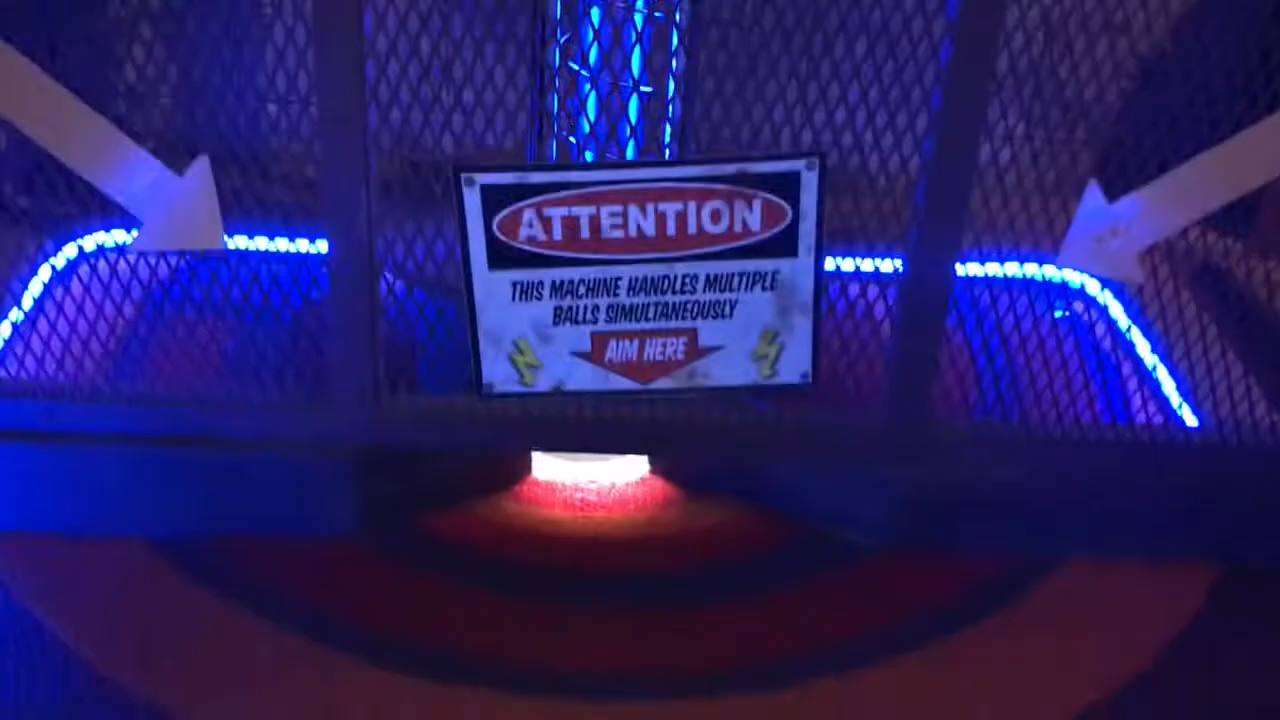 ATTENTION
THIS MACHINE HANDLES MULTIPLE
BALLS SIMULTANEOUSLY
AIM HERE